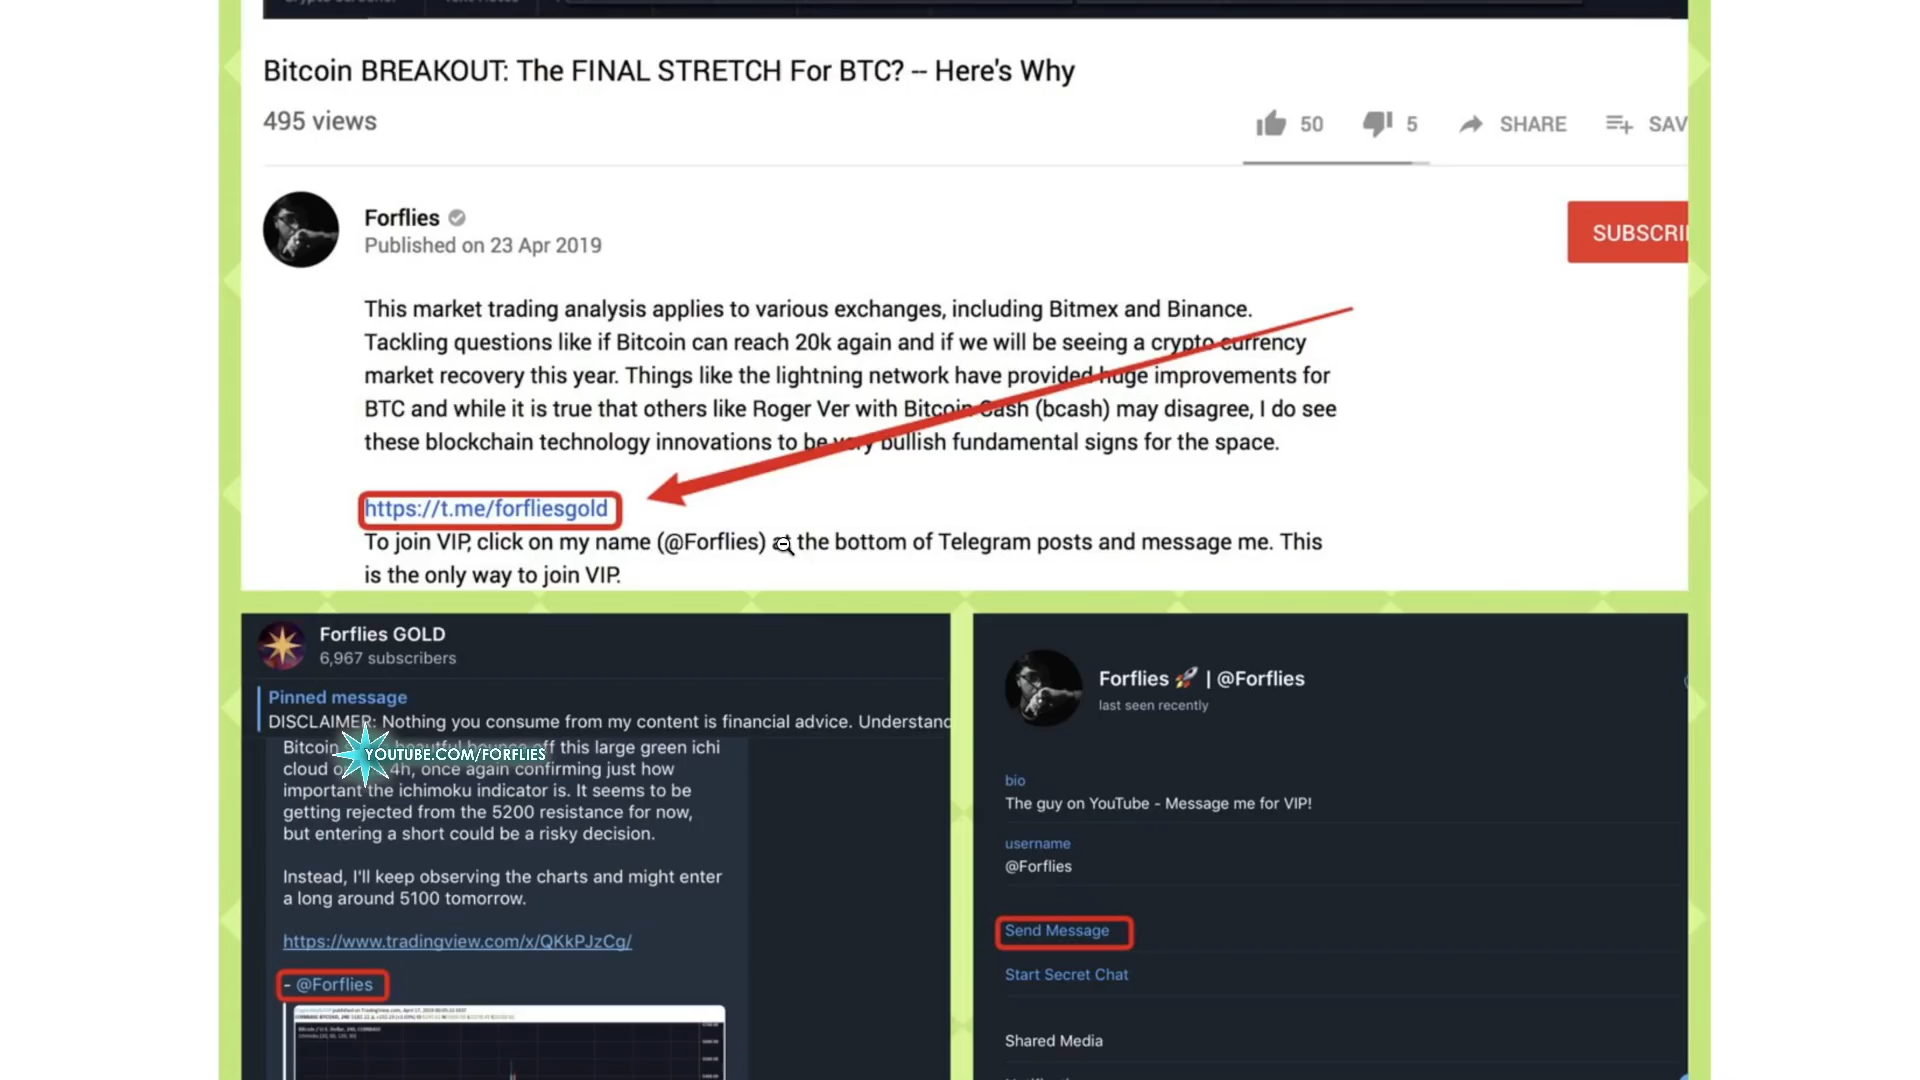 Bitcoin BREAKOUT: The FINAL STRETCH For BTC? -- Here's Why
495 views
50
5
SHARE
SAV
Forflies
Published on 23 Apr 2019
SUBSCRI
This market trading analysis applies to various exchanges, including Bitmex and Binance.
Tackling questions like if Bitcoin can reach 20k again and if we will be seeing a crypto currency
market recovery this year. Things like the lightning network have provided huge improvements for
BTC and while it is true that others like Roger Ver with Bitcoin Cash (bcash) may disagree, I do see
these blockchain technology innovations to be very bullish fundamental signs for the space.
https://t.me/forfliesgold
To join VIP, click on my name (@Forflies) at the bottom of Telegram posts and message me. This
is the only way to join VIP.
Forflies GOLD
6,967 subscribers
Pinned message
DISCLAIMER: Nothing you consume from my content is financial advice. Understand
Bitcoin beautiful bounce off this large green ichi
YOUTUBE.COM/FORFLIES
cloud 4h, once again confirming just how
important the ichimoku indicator is. It seems to be
getting rejected from the 5200 resistance for now,
but entering a short could be a risky decision.
Instead, I'll keep observing the charts and might enter
a long around 5100 tomorrow.
https://www.tradingview.com/x/QKkPJzCg/
- @Forflies
Forflies 🚀 | @Forflies
last seen recently
bio
The guy on YouTube - Message me for VIP!
username
@Forflies
Send Message
Start Secret Chat
Shared Media